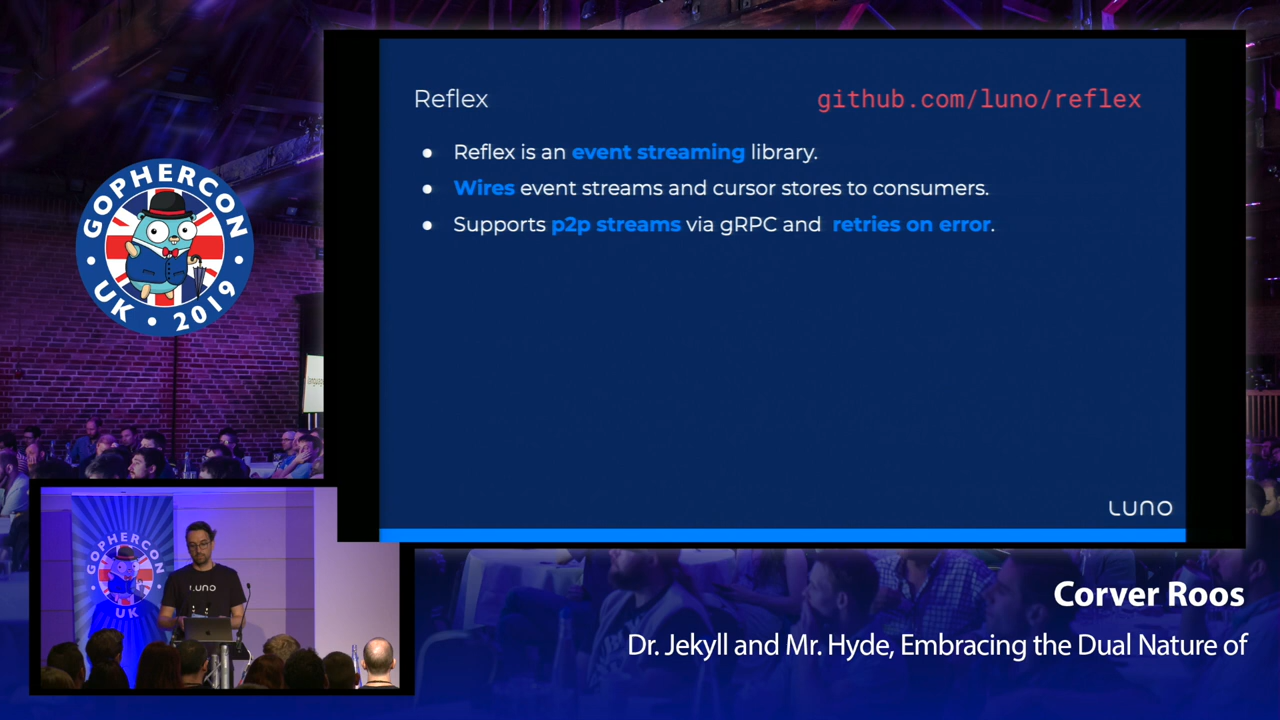 Reflex
github.com/luno/reflex
● Reflex is an event streaming library.
● Wires event streams and cursor stores to consumers.
● Supports p2p streams via gRPC and retries on error.
LUNO
GOPHERCON
UK • 2019
GOPHERCON
UK
LUNO
Corver Roos
Dr. Jekyll and Mr. Hyde, Embracing the Dual Nature of